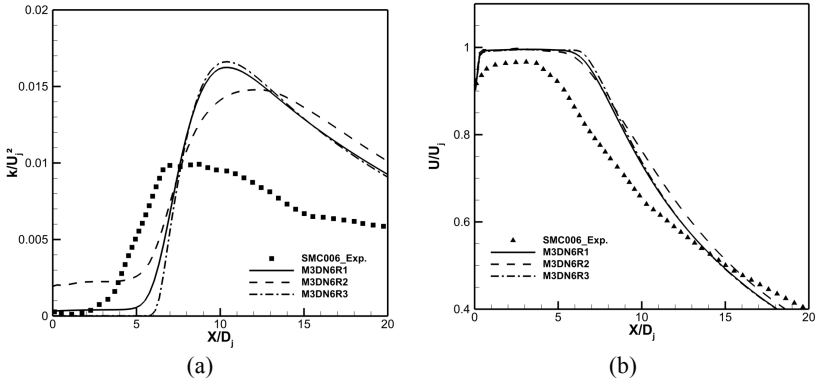 0.02
0.015
0.01
0.005
0
k/U²j
SMC006_Exp.
M3DN6R1
M3DN6R2
M3DN6R3
0 5 10 15 20
X/Dj
(a)
1
0.8
0.6
0.4
U/Uj
SMC006_Exp.
M3DN6R1
M3DN6R2
M3DN6R3
0 5 10 15 20
X/Dj
(b)